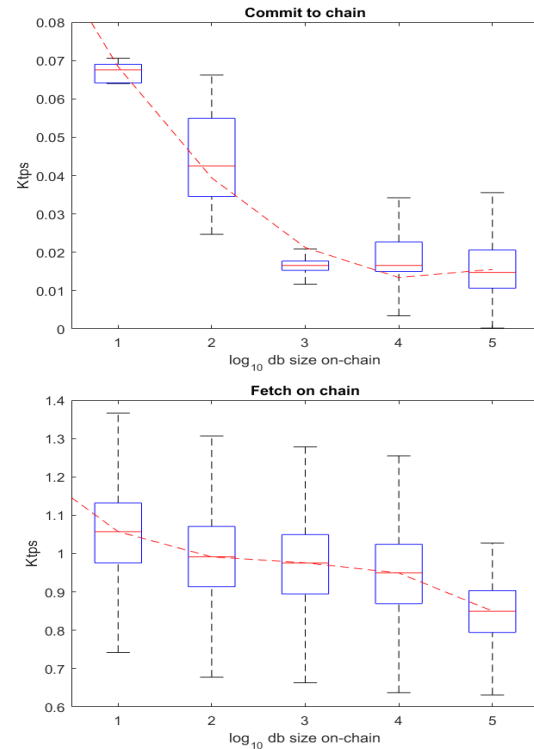 Commit to chain
0.08
0.07
0.06
0.05
0.04
0.03
0.02
0.01
0
Ktps
1 2 3 4 5
log10 db size on-chain
Fetch on chain
1.4
1.3
1.2
1.1
1
0.9
0.8
0.7
0.6
Ktps
1 2 3 4 5
log10 db size on-chain